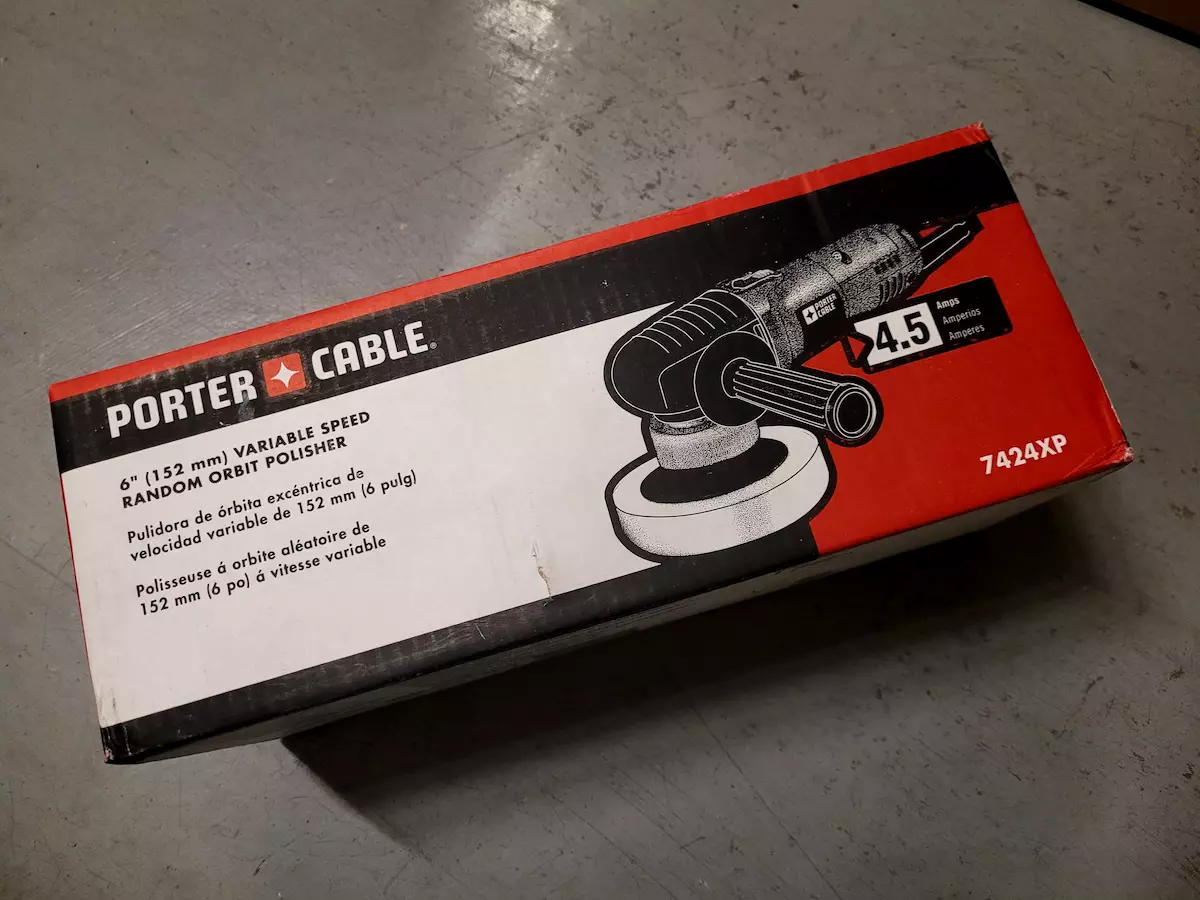 PORTER CABLE®
6" (152 mm) VARIABLE SPEED
RANDOM ORBIT POLISHER
Pulidora de órbita excéntrica de
velocidad variable de 152 mm (6 pulg)
Polisseuse á orbite aléatoire de
152 mm (6 po) á vitesse variable
PORTER
CABLE
4.5
Amps
Amperios
Amperes
7424XP